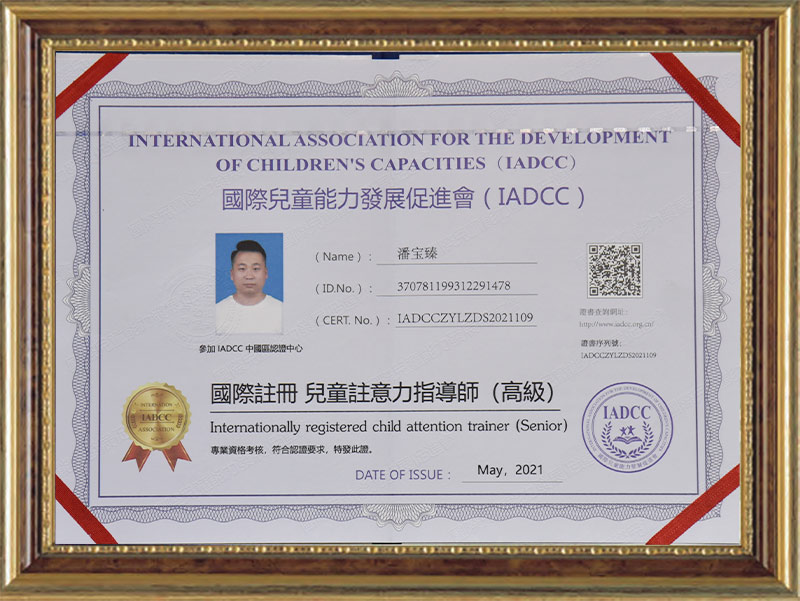 INTERNATIONAL ASSOCIATION FOR THE DEVELOPMENT
OF CHILDREN'S CAPACITIES（IADCC）
國際兒童能力發展促進會（IADCC）
（Name）： 潘宝臻
（ID.No.）： 370781199312291478
（CERT. No.）： IADCCZYLZDS2021109
證書查詢網址：
http://www.iadcc.org.cn/
證書序列號：
IADCCZYLZDS2021109
參加 IADCC 中國區認證中心
國際註冊 兒童註意力指導師（高級）
Internationally registered child attention trainer (Senior)
專業資格考核，符合認證要求，特發此證。
DATE OF ISSUE： May，2021
IADCC
ASSOCIATION
IADCC